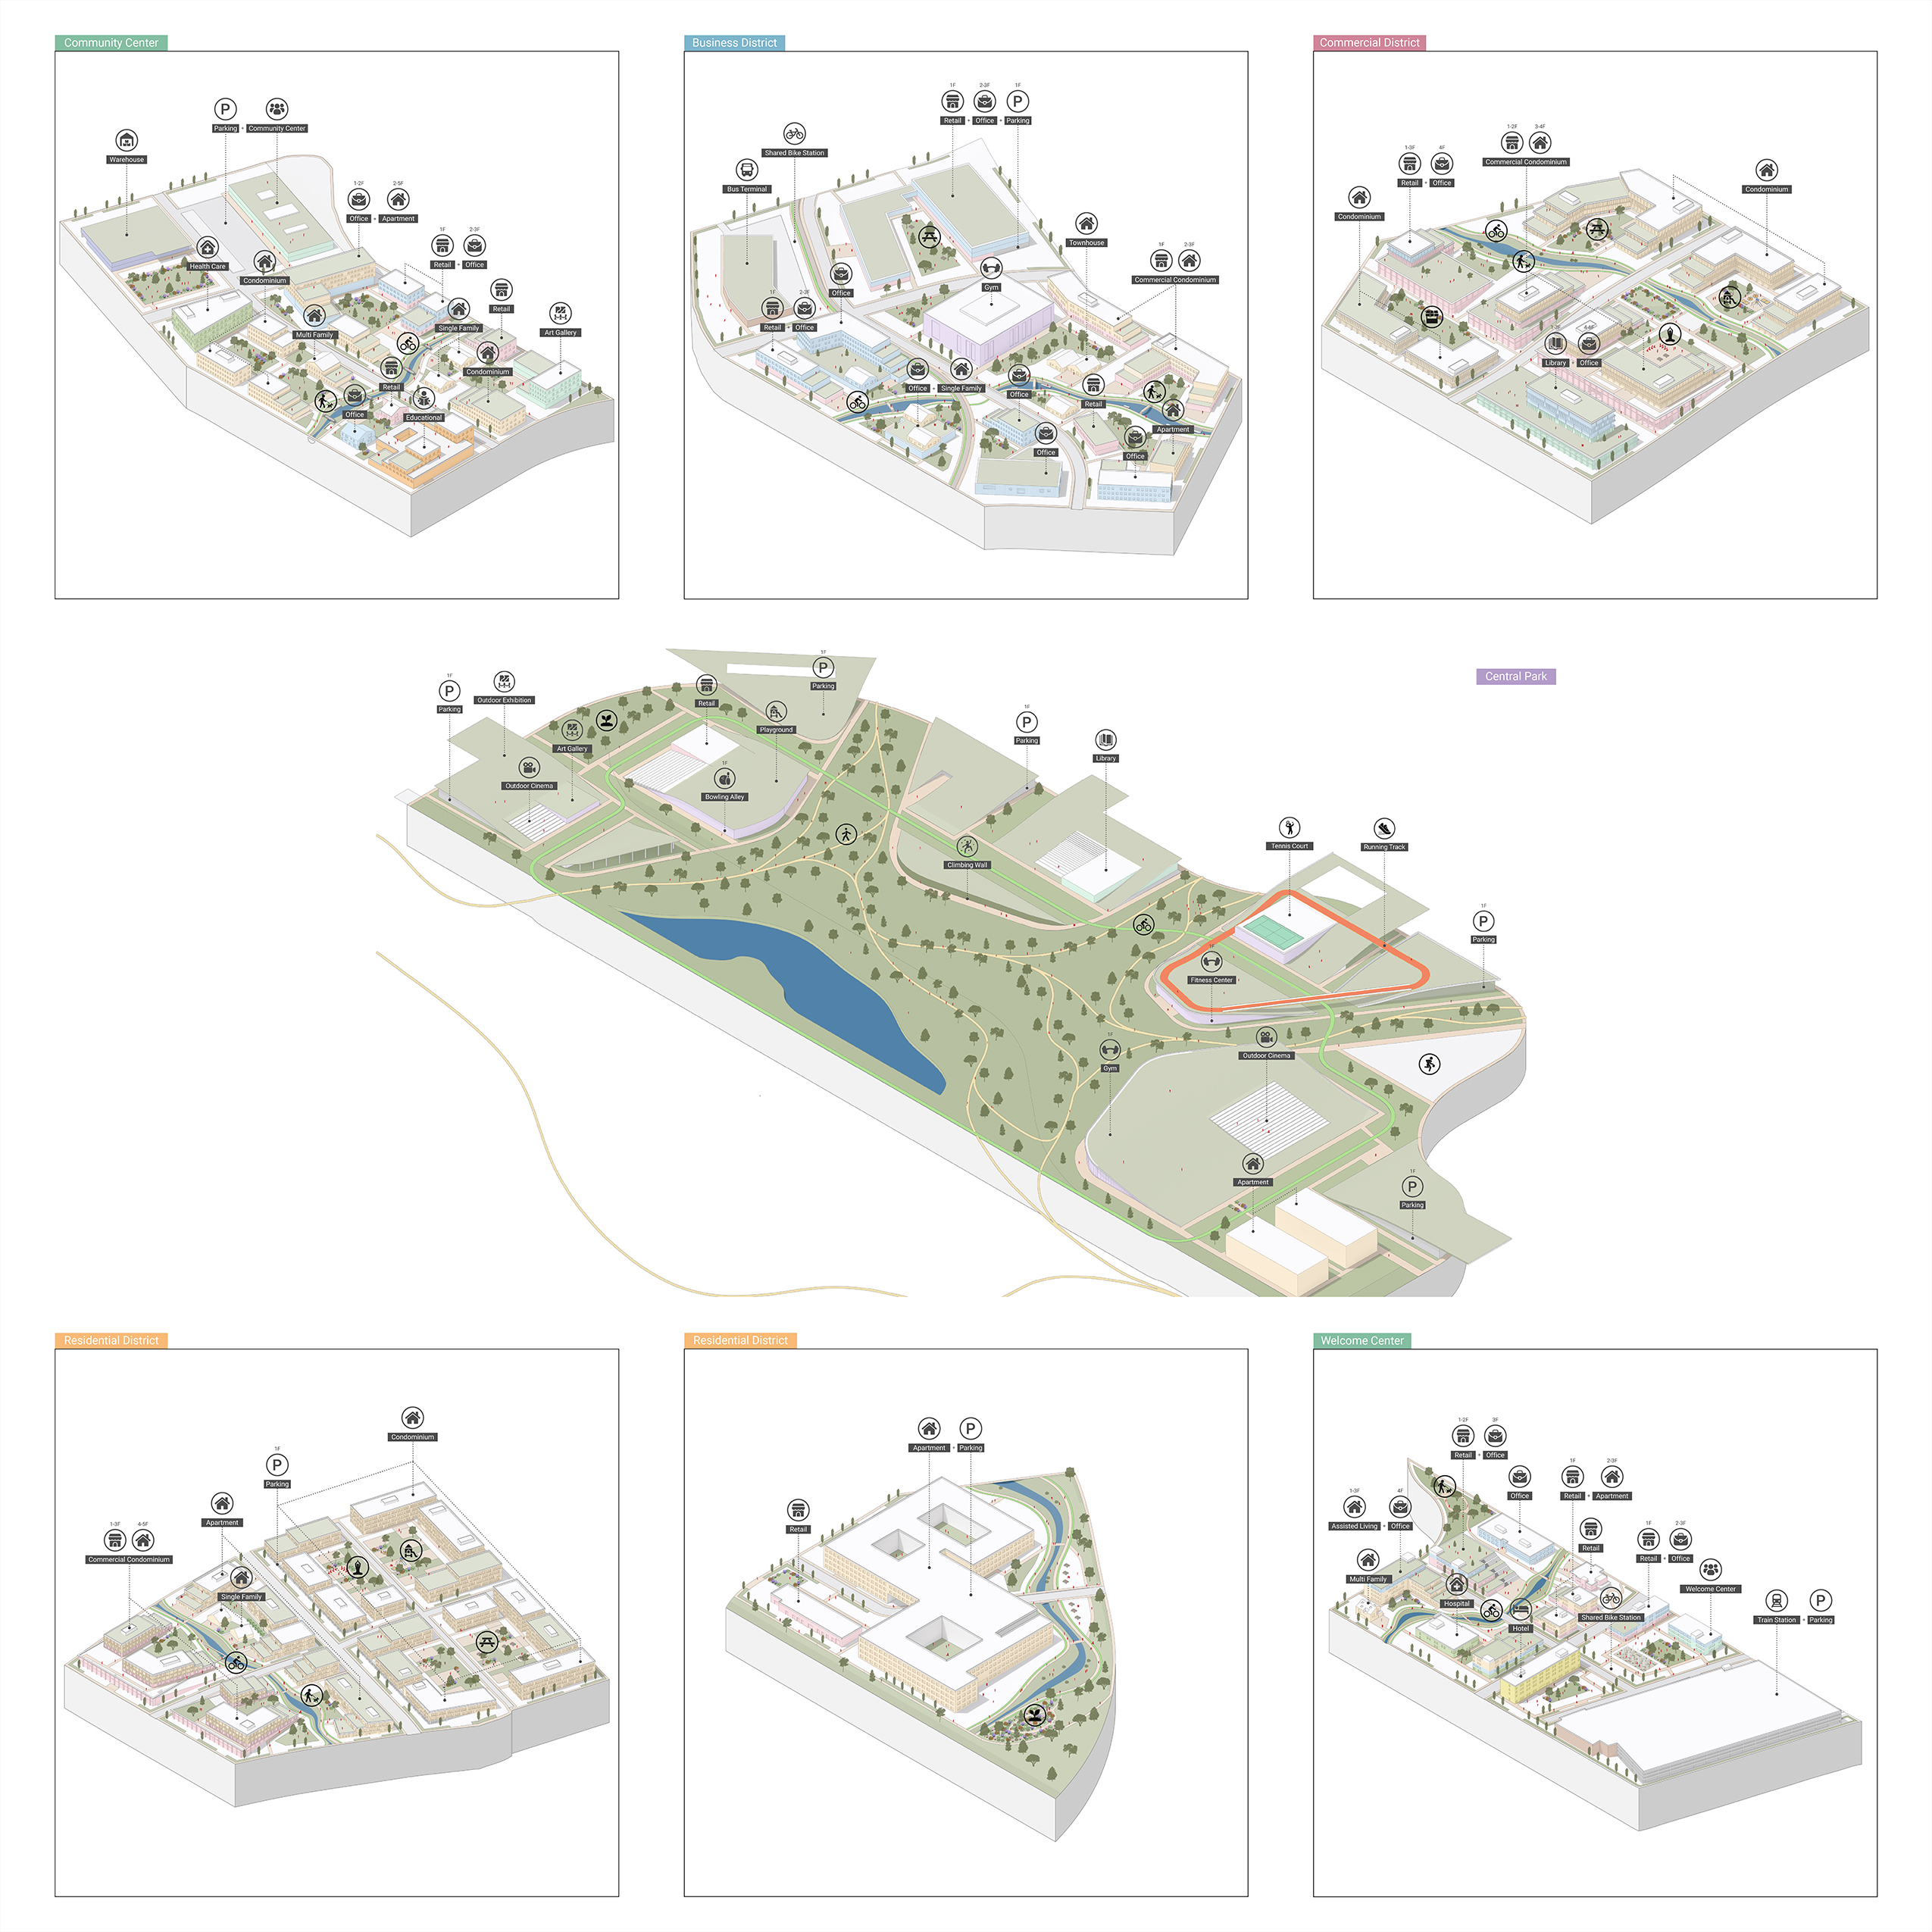 Community Center
P
Parking + Community Center
Warehouse
1-2F 2-5F
Office + Apartment
1F 2-3F
Retail + Office
Health Care
Condominium
Retail
Art Gallery
Multi Family
Single Family
Condominium
Retail
Office
Educational
Business District
1F 2-3F 1F
P
Retail + Office + Parking
Shared Bike Station
Bus Terminal
Townhouse
1F 2-3F
Commercial Condominium
Gym
Office
1F 2-3F
Retail + Office
Office + Single Family
Office
Retail
Apartment
Office
Office
Commercial District
1-2F 3-4F
Commercial Condominium
1-3F 4F
Retail + Office
Condominium
Condominium
1-2F 4-6F
Library + Office
Central Park
1F
P
Parking
Outdoor Exhibition
1F
P
Parking
Retail
Playground
Art Gallery
Outdoor Cinema
1F
Bowling Alley
1F
P
Parking
Library
Climbing Wall
Tennis Court
Running Track
1F
P
Parking
1F
Fitness Center
1F
Gym
Outdoor Cinema
Apartment
1F
P
Parking
Residential District
Condominium
1F
P
Parking
Apartment
1-3F 4-5F
Commercial Condominium
Single Family
Residential District
P
Apartment + Parking
Retail
Welcome Center
1-2F 3F
Retail + Office
Office
1F 2-3F
Retail + Apartment
1-3F 4F
Assisted Living + Office
Retail
1F 2-3F
Retail + Office
Multi Family
Welcome Center
Hospital
Shared Bike Station
Hotel
P
Train Station + Parking